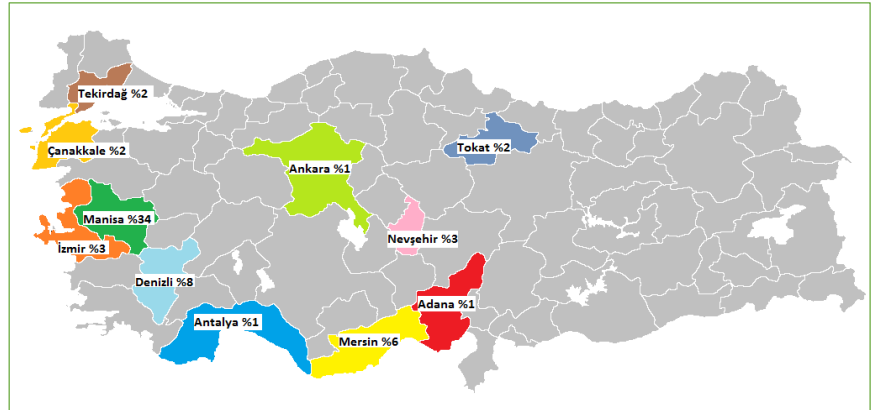 Tekirdağ %2
Çanakkale %2
Tokat %2
Ankara %1
Manisa %34
Nevşehir %3
İzmir %3
Denizli %8
Adana %1
Antalya %1
Mersin %6